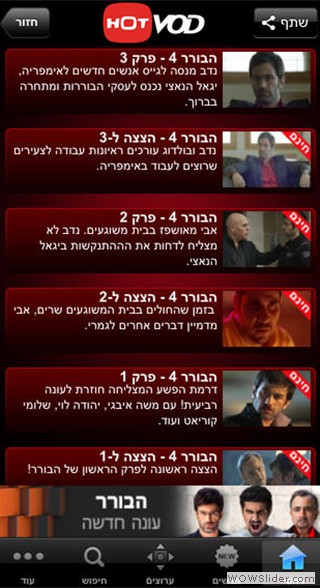 שתף
HOT VOD
חזור
הבורר 4 - פרק 3
נדב מנסה לגייס אנשים חדשים לאימפריה,
יגאל הנאצי נכנס לעסקי הבוררות ומתחרה
בברוך.
הבורר 4 - הצצה ל-3
נדב ובולדוג עורכים ראיונות עבודה לצעירים
שרוצים לעבוד באימפריה.
חינם
הבורר 4 - פרק 2
אבי מאושפז בבית משוגעים. נדב לא
מצליח לדחות את הההתנקשות ביגאל
הנאצי.
חינם
הבורר 4 - הצצה ל-2
בזמן שהחולים בבית המשוגעים שרים, אבי
מדמיין דברים אחרים לגמרי.
חינם
הבורר 4 - פרק 1
דרמת הפשע המצליחה חוזרת לעונה
רביעית! עם משה איבגי, יהודה לוי, שלומי
קוריאט ועוד.
חינם
הבורר 4 - הצצה ל-1
הצצה ראשונה לפרק הראשון של הבורר!
חינם
הבורר
עונה חדשה
NEW
ערוצים
חיפוש
עוד
WOWSlider.com